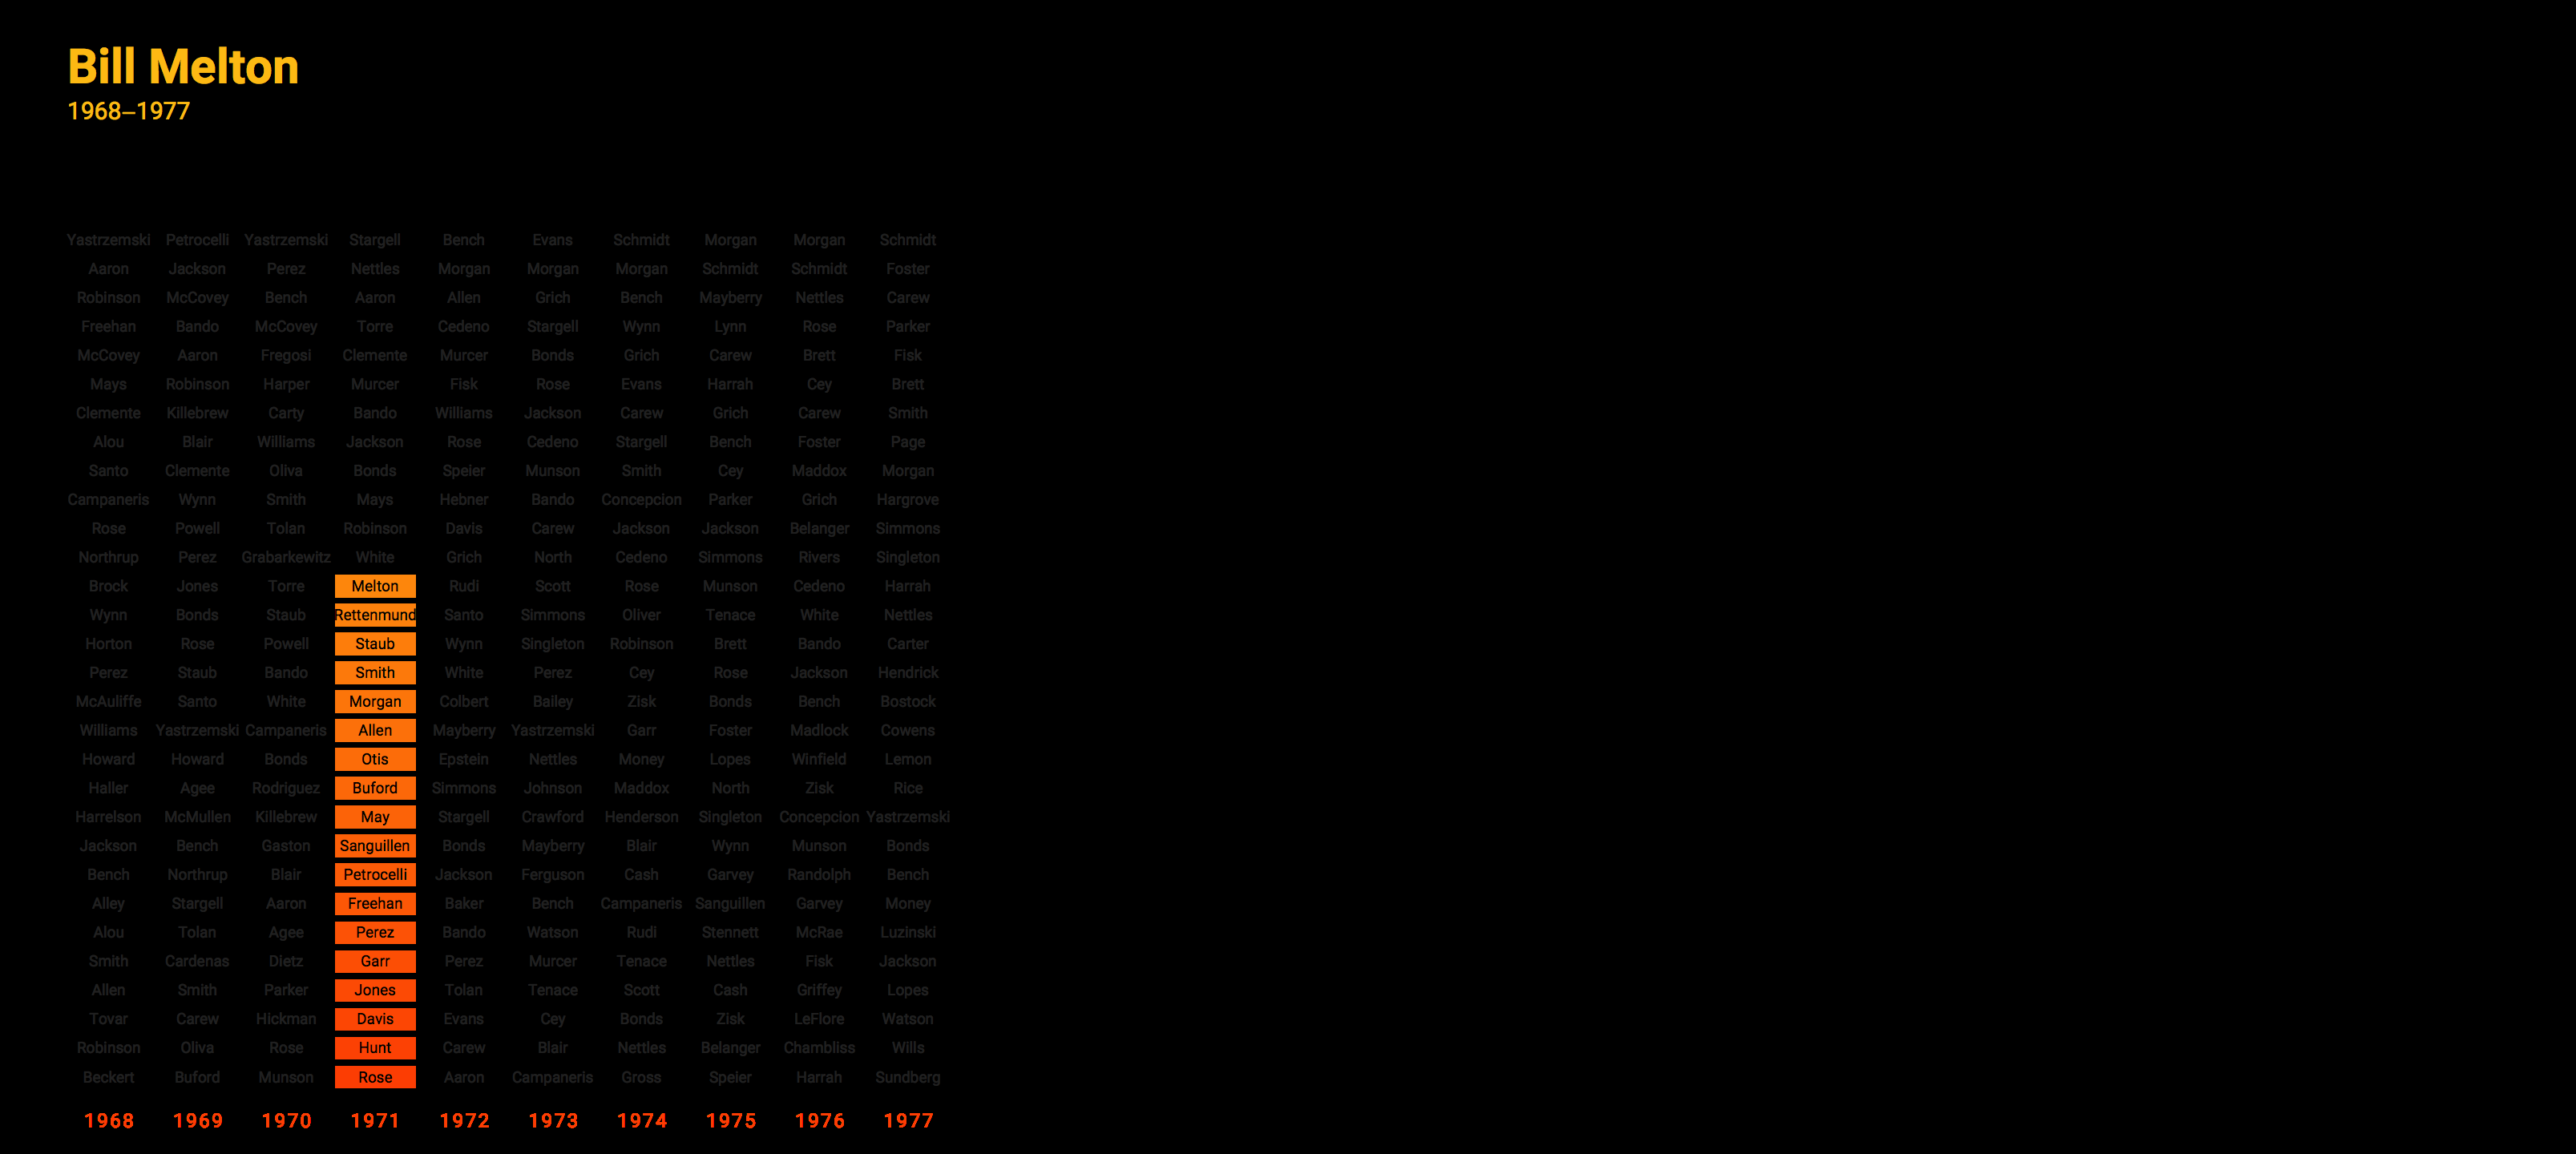 Bill Melton
1968–1977
Yastrzemski Petrocelli Yastrzemski Stargell Bench Evans Schmidt Morgan Morgan Schmidt
Aaron Jackson Perez Nettles Morgan Morgan Morgan Schmidt Schmidt Foster
Robinson McCovey Bench Aaron Allen Grich Bench Mayberry Nettles Carew
Freehan Bando McCovey Torre Cedeno Stargell Wynn Lynn Rose Parker
McCovey Aaron Fregosi Clemente Murcer Bonds Grich Carew Brett Fisk
Mays Robinson Harper Murcer Fisk Rose Evans Harrah Cey Brett
Clemente Killebrew Carty Bando Williams Jackson Carew Grich Carew Smith
Alou Blair Williams Jackson Rose Cedeno Stargell Bench Foster Page
Santo Clemente Oliva Bonds Speier Munson Smith Cey Maddox Morgan
Campaneris Wynn Smith Mays Hebner Bando Concepcion Parker Grich Hargrove
Rose Powell Tolan Robinson Davis Carew Jackson Jackson Belanger Simmons
Northrup Perez Grabarkewitz White Grich North Cedeno Simmons Rivers Singleton
Brock Jones Torre Melton Rudi Scott Rose Munson Cedeno Harrah
Wynn Bonds Staub Rettenmund Santo Simmons Oliver Tenace White Nettles
Horton Rose Powell Staub Wynn Singleton Robinson Brett Bando Carter
Perez Staub Bando Smith White Perez Cey Rose Jackson Hendrick
McAuliffe Santo White Morgan Colbert Bailey Zisk Bonds Bench Bostock
Williams Yastrzemski Campaneris Allen Mayberry Yastrzemski Garr Foster Madlock Cowens
Howard Howard Bonds Otis Epstein Nettles Money Lopes Winfield Lemon
Haller Agee Rodriguez Buford Simmons Johnson Maddox North Zisk Rice
Harrelson McMullen Killebrew May Stargell Crawford Henderson Singleton Concepcion Yastrzemski
Jackson Bench Gaston Sanguillen Bonds Mayberry Blair Wynn Munson Bonds
Bench Northrup Blair Petrocelli Jackson Ferguson Cash Garvey Randolph Bench
Alley Stargell Aaron Freehan Baker Bench Campaneris Sanguillen Garvey Money
Alou Tolan Agee Perez Bando Watson Rudi Stennett McRae Luzinski
Smith Cardenas Dietz Garr Perez Murcer Tenace Nettles Fisk Jackson
Allen Smith Parker Jones Tolan Tenace Scott Cash Griffey Lopes
Tovar Carew Hickman Davis Evans Cey Bonds Zisk LeFlore Watson
Robinson Oliva Rose Hunt Carew Blair Nettles Belanger Chambliss Wills
Beckert Buford Munson Rose Aaron Campaneris Gross Speier Harrah Sundberg
1968 1969 1970 1971 1972 1973 1974 1975 1976 1977